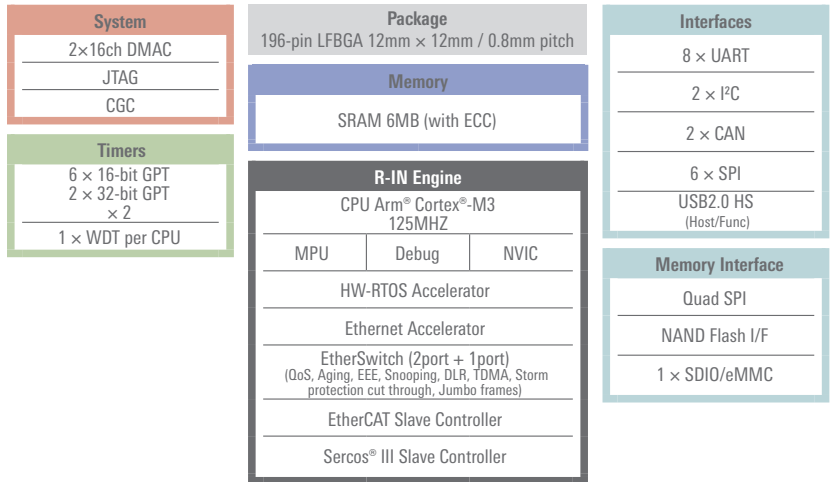 System
2×16ch DMAC
JTAG
CGC
Timers
6 × 16-bit GPT
2 × 32-bit GPT
× 2
1 × WDT per CPU
Package
196-pin LFBGA 12mm × 12mm / 0.8mm pitch
Memory
SRAM 6MB (with ECC)
R-IN Engine
CPU Arm® Cortex®-M3
125MHZ
MPU
Debug
NVIC
HW-RTOS Accelerator
Ethernet Accelerator
EtherSwitch (2port + 1port)
(QoS, Aging, EEE, Snooping, DLR, TDMA, Storm
protection cut through, Jumbo frames)
EtherCAT Slave Controller
Sercos® III Slave Controller
Interfaces
8 × UART
2 × I²C
2 × CAN
6 × SPI
USB2.0 HS
(Host/Func)
Memory Interface
Quad SPI
NAND Flash I/F
1 × SDIO/eMMC